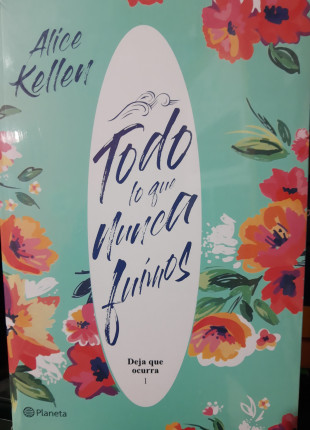 Alice
Kellen
Todo
lo que
nunca
fuimos
Deja que
ocurra
1
Planeta